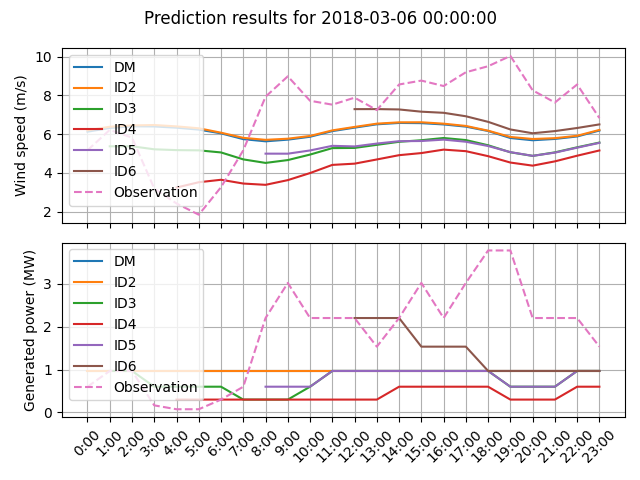 Prediction results for 2018-03-06 00:00:00
Wind speed (m/s)
10
8
6
4
2
DM
ID2
ID3
ID4
ID5
ID6
Observation
Generated power (MW)
3
2
1
0
DM
ID2
ID3
ID4
ID5
ID6
Observation
0:00 1:00 2:00 3:00 4:00 5:00 6:00 7:00 8:00 9:00 10:00 11:00 12:00 13:00 14:00 15:00 16:00 17:00 18:00 19:00 20:00 21:00 22:00 23:00